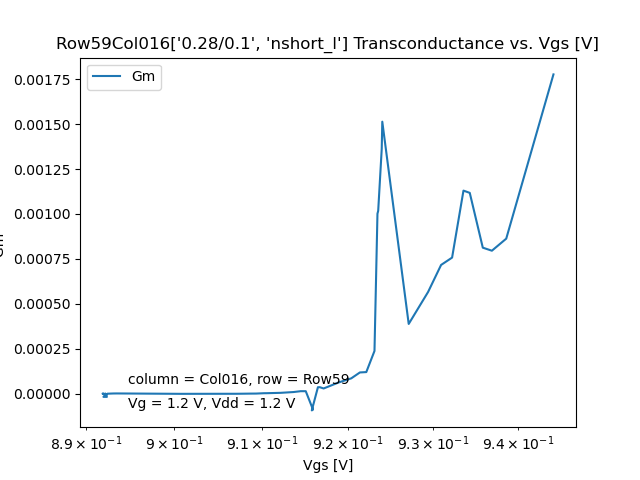 Row59Col016['0.28/0.1', 'nshort_l'] Transconductance vs. Vgs [V]
Gm
0.00175
0.00150
0.00125
0.00100
0.00075
0.00050
0.00025
0.00000
Gm
column = Col016, row = Row59
Vg = 1.2 V, Vdd = 1.2 V
8.9 × 10⁻¹ 9 × 10⁻¹ 9.1 × 10⁻¹ 9.2 × 10⁻¹ 9.3 × 10⁻¹ 9.4 × 10⁻¹
Vgs [V]